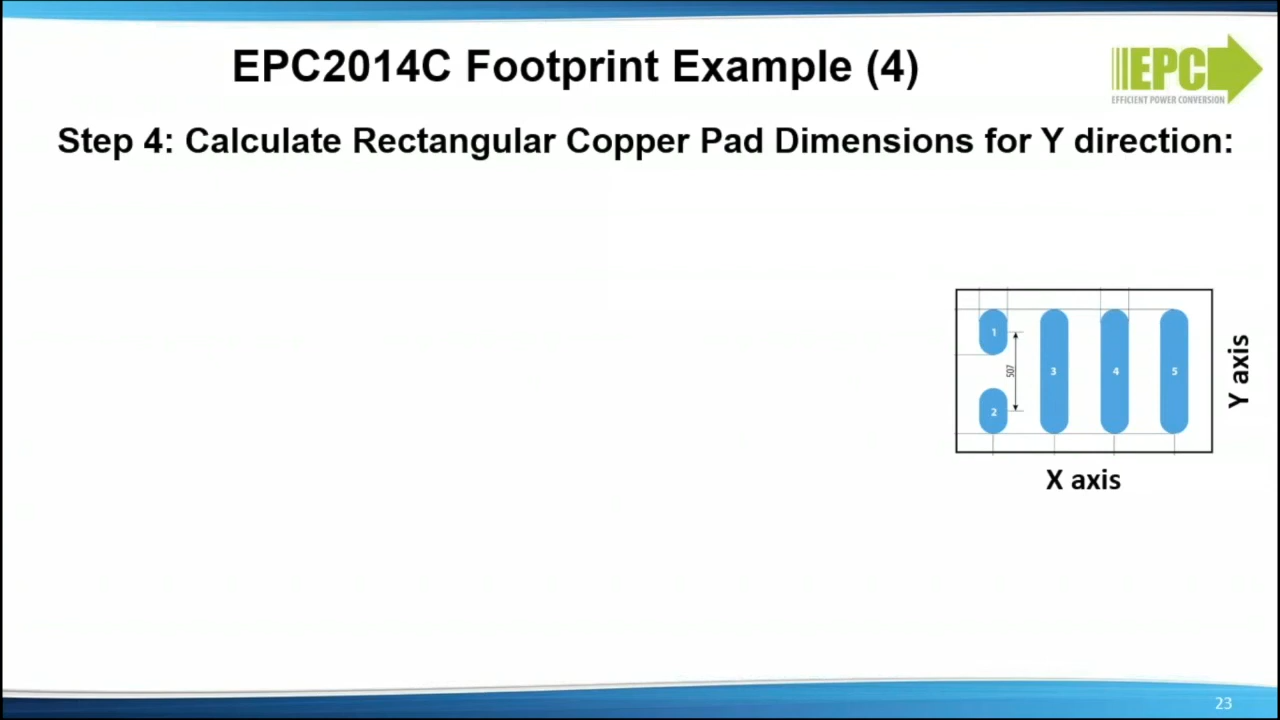 EPC2014C Footprint Example (4)
EPC
EFFICIENT POWER CONVERSION
Step 4: Calculate Rectangular Copper Pad Dimensions for Y direction:
1
507
3
4
5
2
Y axis
X axis
23